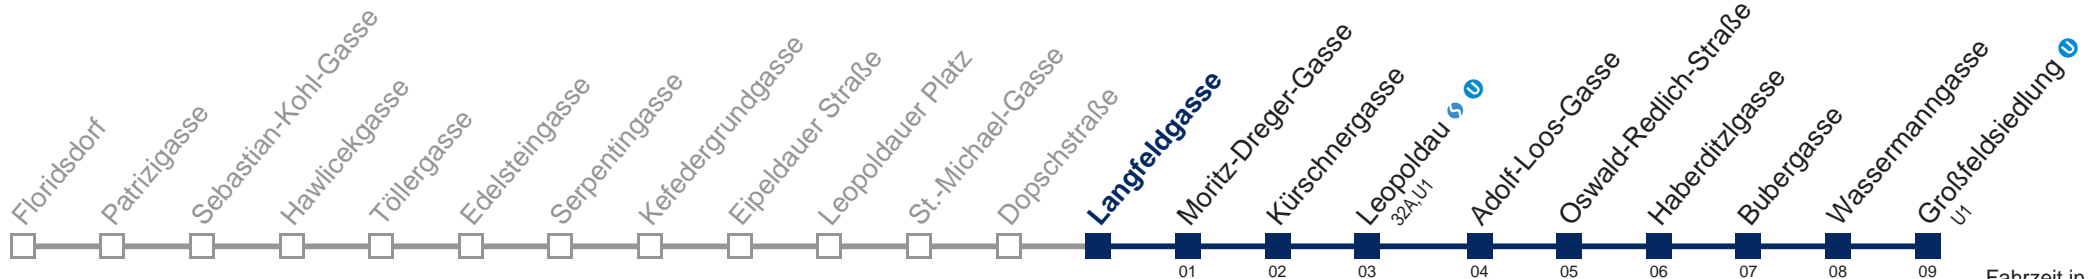 Floridsdorf
Patrizigasse
Sebastian-Kohl-Gasse
Hawlicekgasse
Töllergasse
Edelsteingasse
Serpentingasse
Kefedergrundgasse
Eipeldauer Straße
Leopoldauer Platz
St.-Michael-Gasse
Dopschstraße
Langfeldgasse
Moritz-Dreger-Gasse
Kürschnergasse
Leopoldau S U
32A,U1
Adolf-Loos-Gasse
Oswald-Redlich-Straße
Haberditzlgasse
Bubergasse
Wassermanngasse
Großfeldsiedlung U
U1
01 02 03 04 05 06 07 08 09
Fahrzeit in